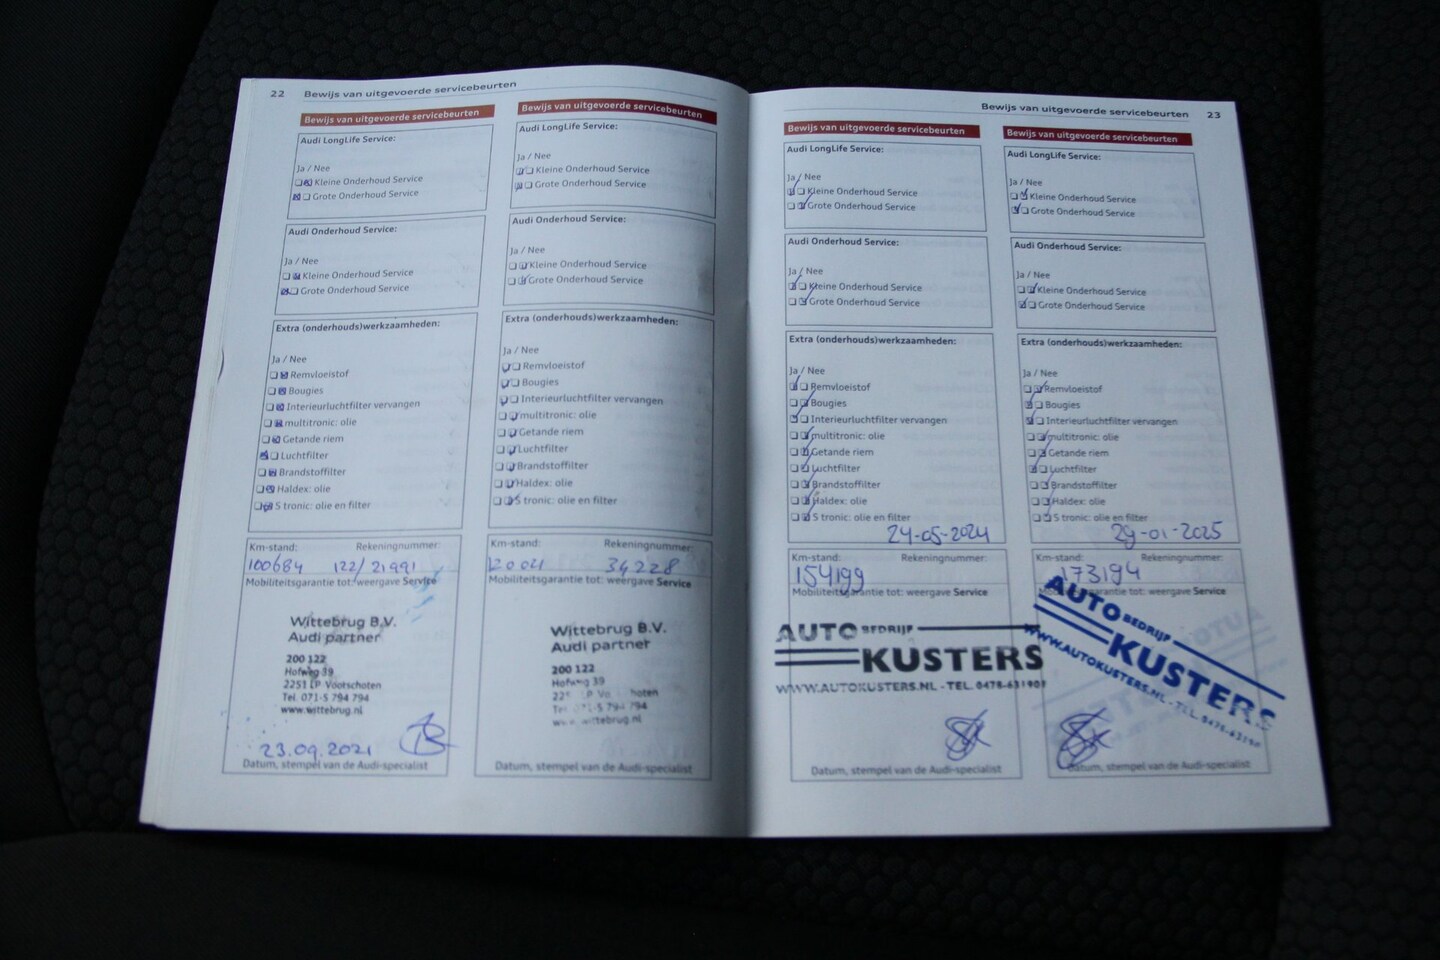 22 Bewijs van uitgevoerde servicebeurten
Bewijs van uitgevoerde servicebeurten
Audi LongLife Service:
Ja / Nee
Kleine Onderhoud Service
Grote Onderhoud Service
Audi Onderhoud Service:
Ja / Nee
Kleine Onderhoud Service
Grote Onderhoud Service
Extra (onderhouds)werkzaamheden:
Ja / Nee
Remvloeistof
Bougies
Interieurluchtfilter vervangen
multitronic: olie
Getande riem
Luchtfilter
Brandstoffilter
Haldex: olie
S tronic: olie en filter
Km-stand: Rekeningnummer:
100684 122/21991
Mobiliteitsgarantie tot: weergave Service
Wittebrug B.V.
Audi partner
200 122
Hofweg 39
2251 LP Voorschoten
Tel. 071-5 794 794
www.wittebrug.nl
23.09.2021
Datum, stempel van de Audi-specialist
Bewijs van uitgevoerde servicebeurten
Audi LongLife Service:
Ja / Nee
Kleine Onderhoud Service
Grote Onderhoud Service
Audi Onderhoud Service:
Ja / Nee
Kleine Onderhoud Service
Grote Onderhoud Service
Extra (onderhouds)werkzaamheden:
Ja / Nee
Remvloeistof
Bougies
Interieurluchtfilter vervangen
multitronic: olie
Getande riem
Luchtfilter
Brandstoffilter
Haldex: olie
S tronic: olie en filter
Km-stand: Rekeningnummer:
120021 34228
Mobiliteitsgarantie tot: weergave Service
Wittebrug B.V.
Audi partner
200 122
Hofweg 39
Datum, stempel van de Audi-specialist
Bewijs van uitgevoerde servicebeurten 23
Bewijs van uitgevoerde servicebeurten
Audi LongLife Service:
Ja / Nee
Kleine Onderhoud Service
Grote Onderhoud Service
Audi Onderhoud Service:
Ja / Nee
Kleine Onderhoud Service
Grote Onderhoud Service
Extra (onderhouds)werkzaamheden:
Ja / Nee
Remvloeistof
Bougies
Interieurluchtfilter vervangen
multitronic: olie
Getande riem
Luchtfilter
Brandstoffilter
Haldex: olie
S tronic: olie en filter
24-05-2024
Km-stand: Rekeningnummer:
154199
Mobiliteitsgarantie tot: weergave Service
AUTO BEDRIJF
KUSTERS
WWW.AUTOKUSTERS.NL - TEL. 0478-631909
Datum, stempel van de Audi-specialist
Bewijs van uitgevoerde servicebeurten
Audi LongLife Service:
Ja / Nee
Kleine Onderhoud Service
Grote Onderhoud Service
Audi Onderhoud Service:
Ja / Nee
Kleine Onderhoud Service
Grote Onderhoud Service
Extra (onderhouds)werkzaamheden:
Ja / Nee
Remvloeistof
Bougies
Interieurluchtfilter vervangen
multitronic: olie
Getande riem
Luchtfilter
Brandstoffilter
Haldex: olie
S tronic: olie en filter
29-01-2025
Km-stand: Rekeningnummer:
173194
Mobiliteitsgarantie tot: weergave Service
AUTO BEDRIJF
KUSTERS
WWW.AUTOKUSTERS.NL - TEL.
Datum, stempel van de Audi-specialist